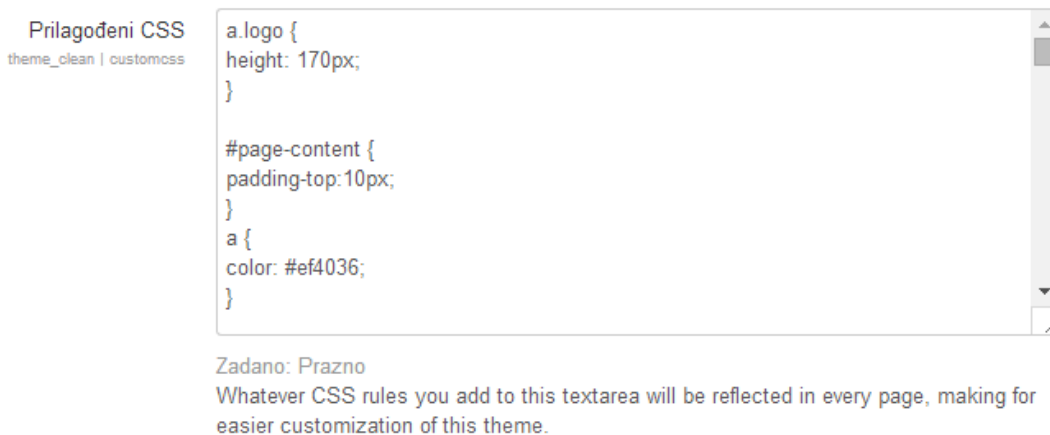 Prilagođeni CSS
theme_clean | customcss
a.logo {
height: 170px;
}
#page-content {
padding-top:10px;
}
a {
color: #ef4036;
}
Zadano: Prazno
Whatever CSS rules you add to this textarea will be reflected in every page, making for
easier customization of this theme.